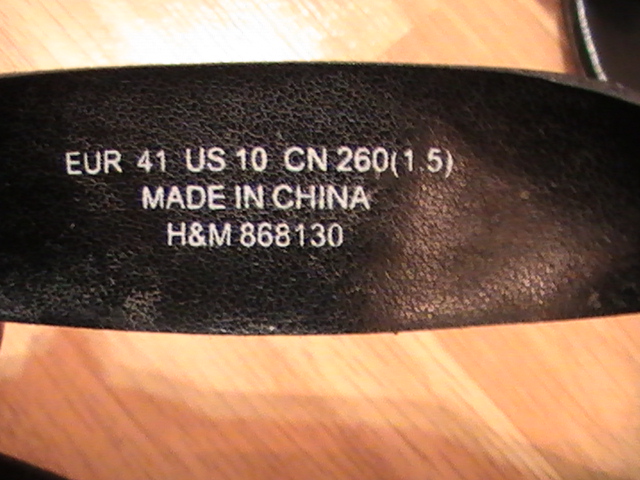 EUR 41 US 10 CN 260(1.5)
MADE IN CHINA
H&M 868130